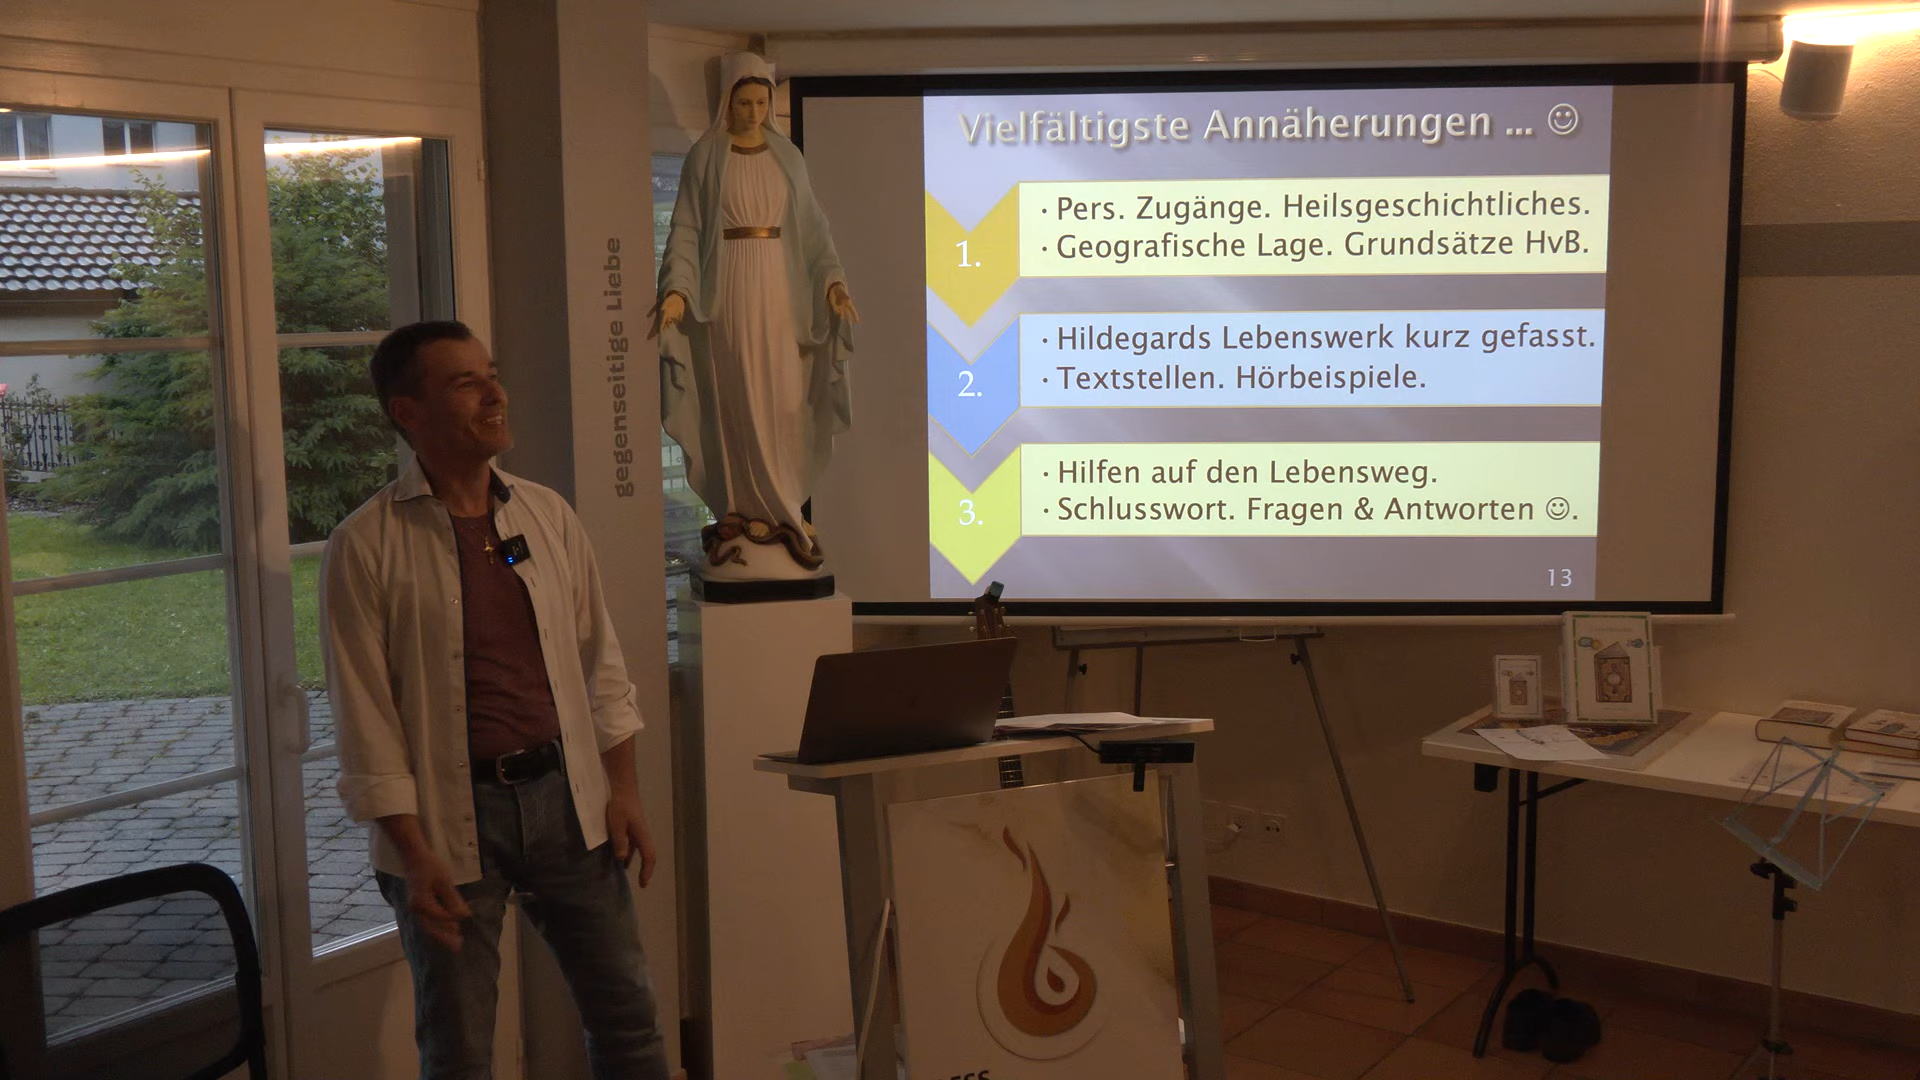 gegenseitige Liebe
Vielfältigste Annäherungen ... ☺
1.
· Pers. Zugänge. Heilsgeschichtliches.
· Geografische Lage. Grundsätze HvB.
2.
· Hildegards Lebenswerk kurz gefasst.
· Textstellen. Hörbeispiele.
3.
· Hilfen auf den Lebensweg.
· Schlusswort. Fragen & Antworten ☺.
13